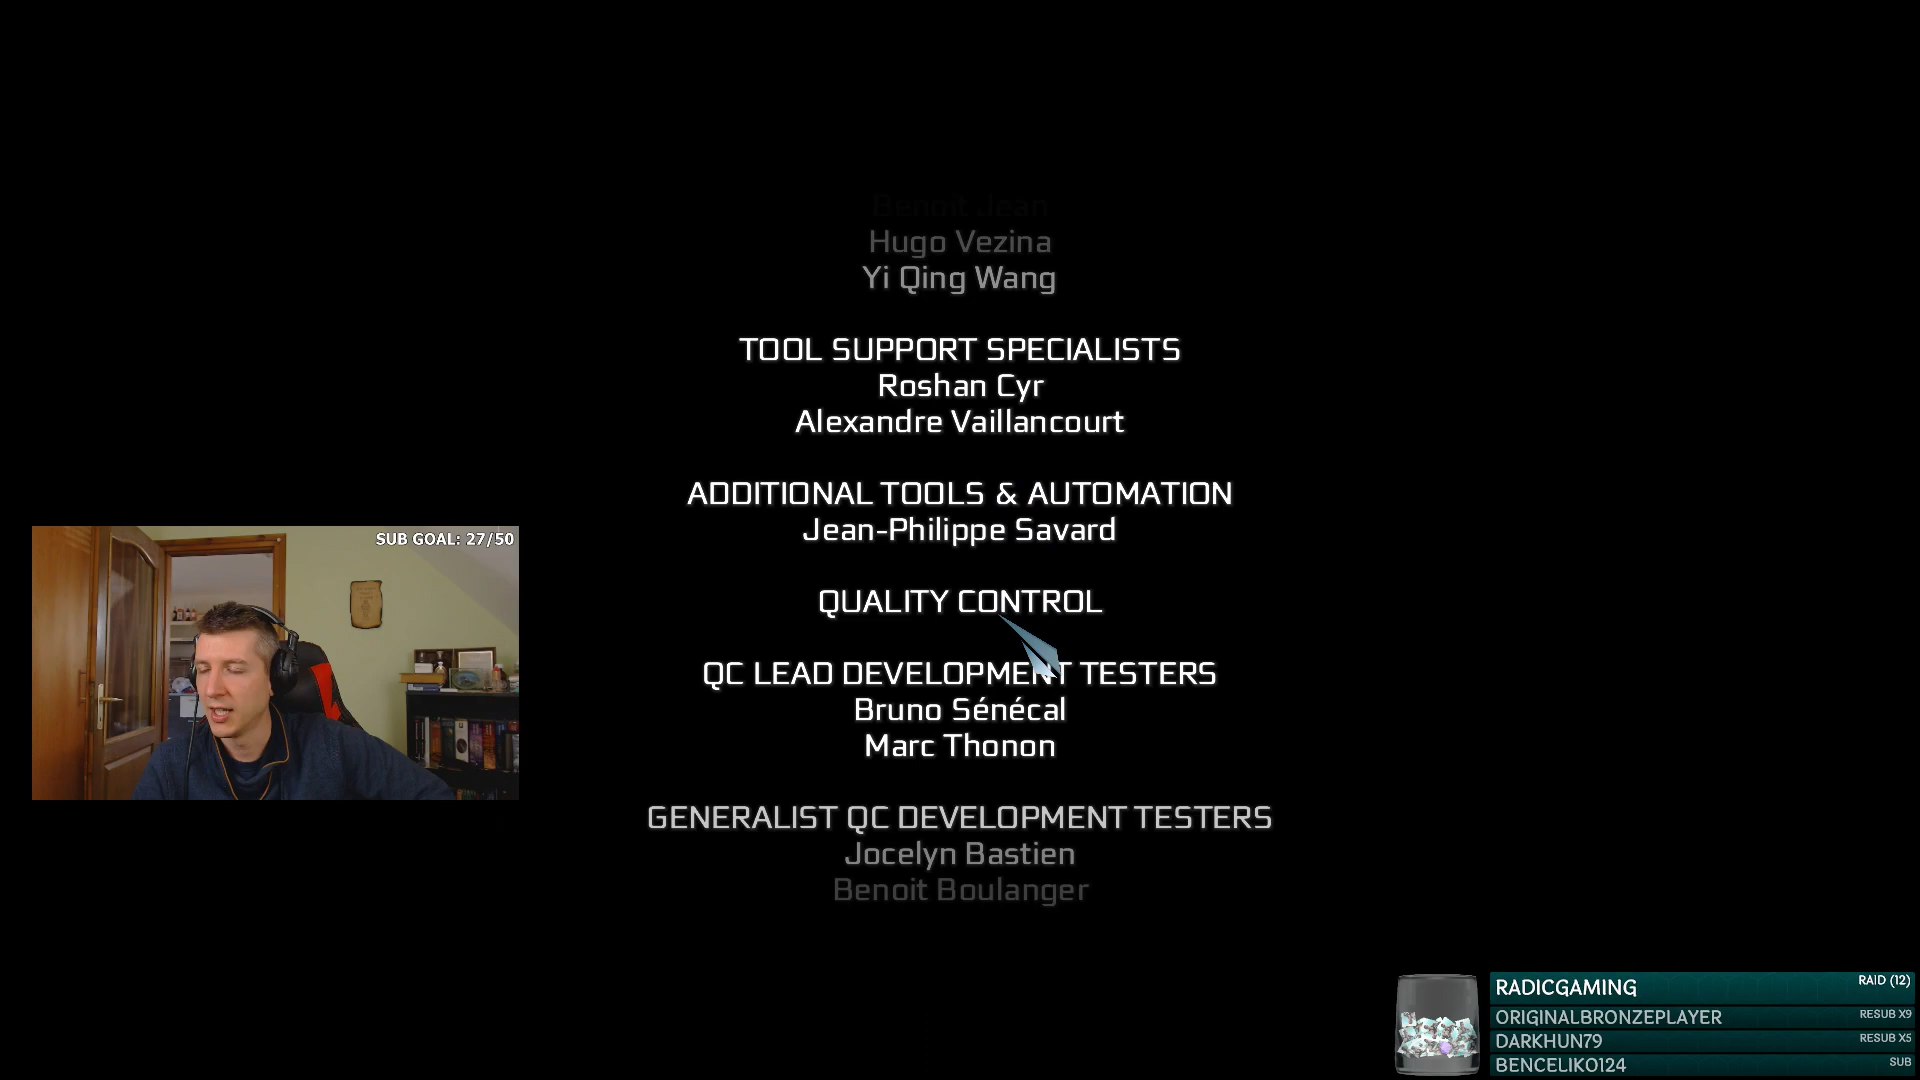 Benoit Jean
Hugo Vezina
Yi Qing Wang
TOOL SUPPORT SPECIALISTS
Roshan Cyr
Alexandre Vaillancourt
ADDITIONAL TOOLS & AUTOMATION
Jean-Philippe Savard
QUALITY CONTROL
QC LEAD DEVELOPMENT TESTERS
Bruno Sénécal
Marc Thonon
GENERALIST QC DEVELOPMENT TESTERS
Jocelyn Bastien
Benoit Boulanger
SUB GOAL: 27/50
RADICGAMING RAID (12)
ORIGINALBRONZEPLAYER RESUB X9
DARKHUN79 RESUB X5
BENCELIKO124 SUB